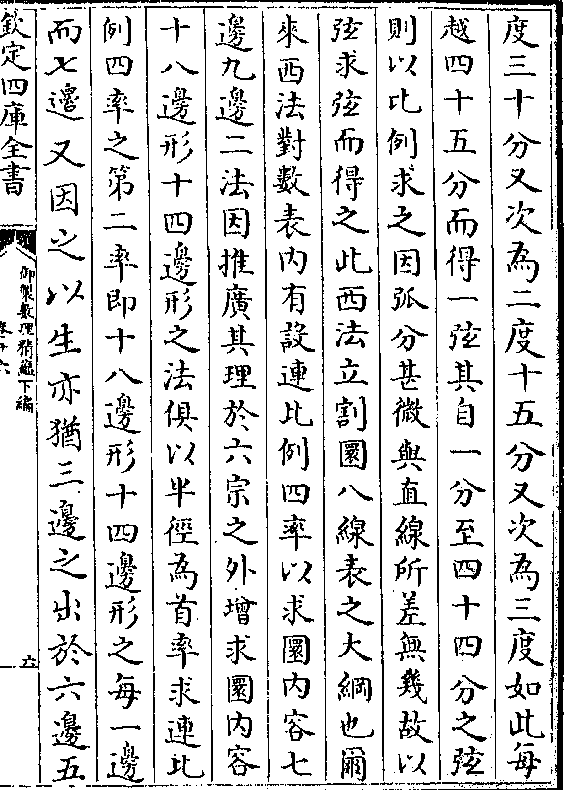 度三十分又次為二度十五分又次為三度如此每
越四十五分而得一弦其自一分至四十四分之弦
則以比例求之因弧分甚微與直線所差無幾故以
弦求弦而得之此西法立割圜八線表之大綱也爾
來西法對數表内有設連比例四率以求圜内容七
邊九邊二法因推廣其理於六宗之外增求圜内容
十八邊形十四邊形之法俱以半徑為首率求連比
例四率之第二率即十八邊形十四邊形之每一邊
而七邊又因之以生亦猶三邊之出於六邊五
欽定四庫全書
御製數理精蘊下編
卷十六
六